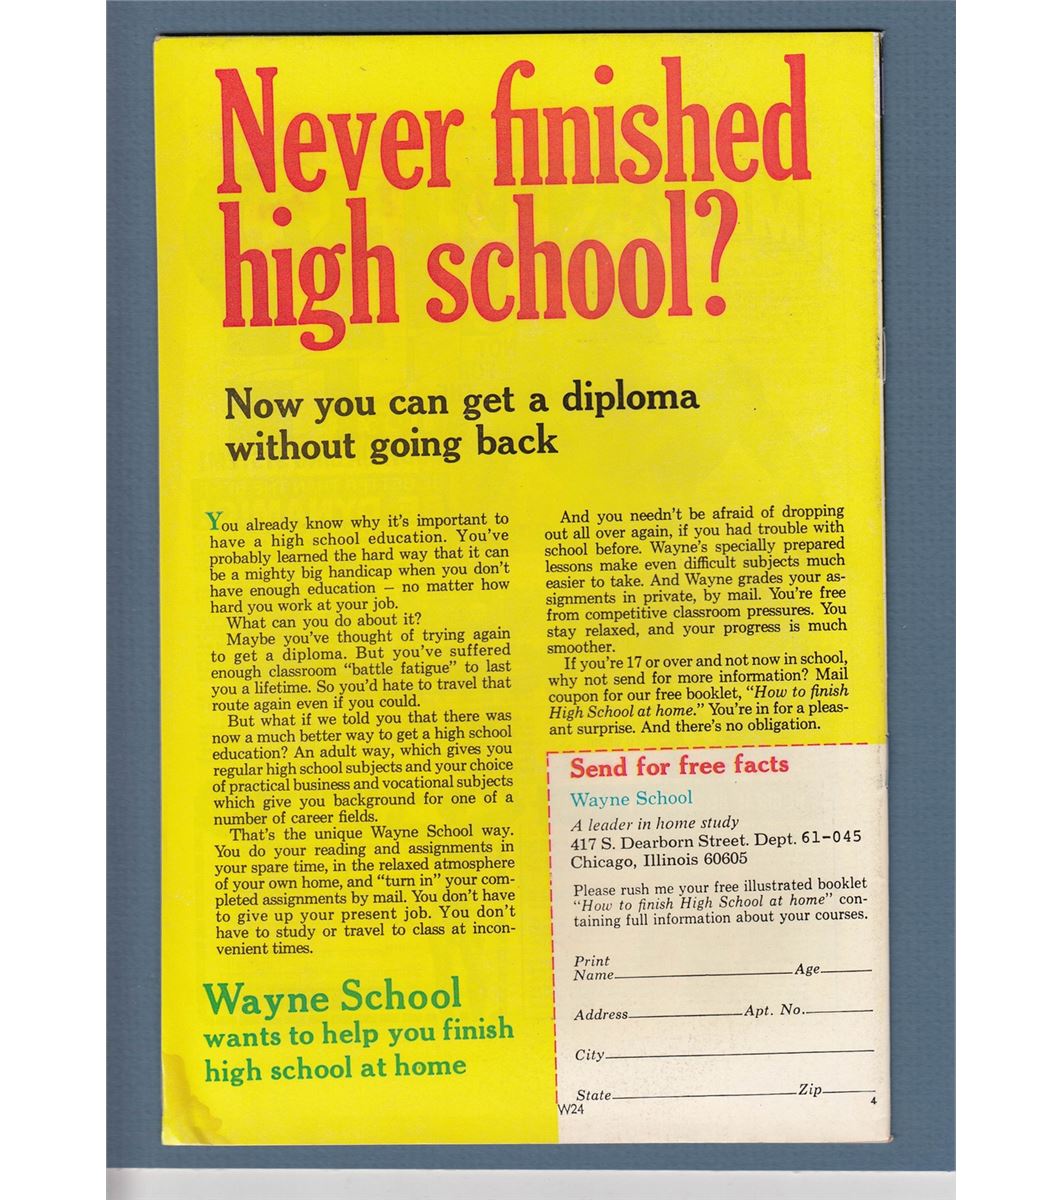 Never finished
high school?
Now you can get a diploma
without going back
You already know why it's important to
have a high school education. You've
probably learned the hard way that it can
be a mighty big handicap when you don't
have enough education – no matter how
hard you work at your job.
What can you do about it?
Maybe you've thought of trying again
to get a diploma. But you've suffered
enough classroom "battle fatigue" to last
you a lifetime. So you'd hate to travel that
route again even if you could.
But what if we told you that there was
now a much better way to get a high school
education? An adult way, which gives you
regular high school subjects and your choice
of practical business and vocational subjects
which give you background for one of a
number of career fields.
That's the unique Wayne School way.
You do your reading and assignments in
your spare time, in the relaxed atmosphere
of your own home, and "turn in" your com-
pleted assignments by mail. You don't have
to give up your present job. You don't
have to study or travel to class at incon-
venient times.
Wayne School
wants to help you finish
high school at home
And you needn't be afraid of dropping
out all over again, if you had trouble with
school before. Wayne's specially prepared
lessons make even difficult subjects much
easier to take. And Wayne grades your as-
signments in private, by mail. You're free
from competitive classroom pressures. You
stay relaxed, and your progress is much
smoother.
If you're 17 or over and not now in school,
why not send for more information? Mail
coupon for our free booklet, "How to finish
High School at home." You're in for a pleas-
ant surprise. And there's no obligation.
Send for free facts
Wayne School
A leader in home study
417 S. Dearborn Street. Dept. 61-045
Chicago, Illinois 60605
Please rush me your free illustrated booklet
"How to finish High School at home" con-
taining full information about your courses.
Print
Name Age
Address Apt. No.
City
State Zip
W24 4